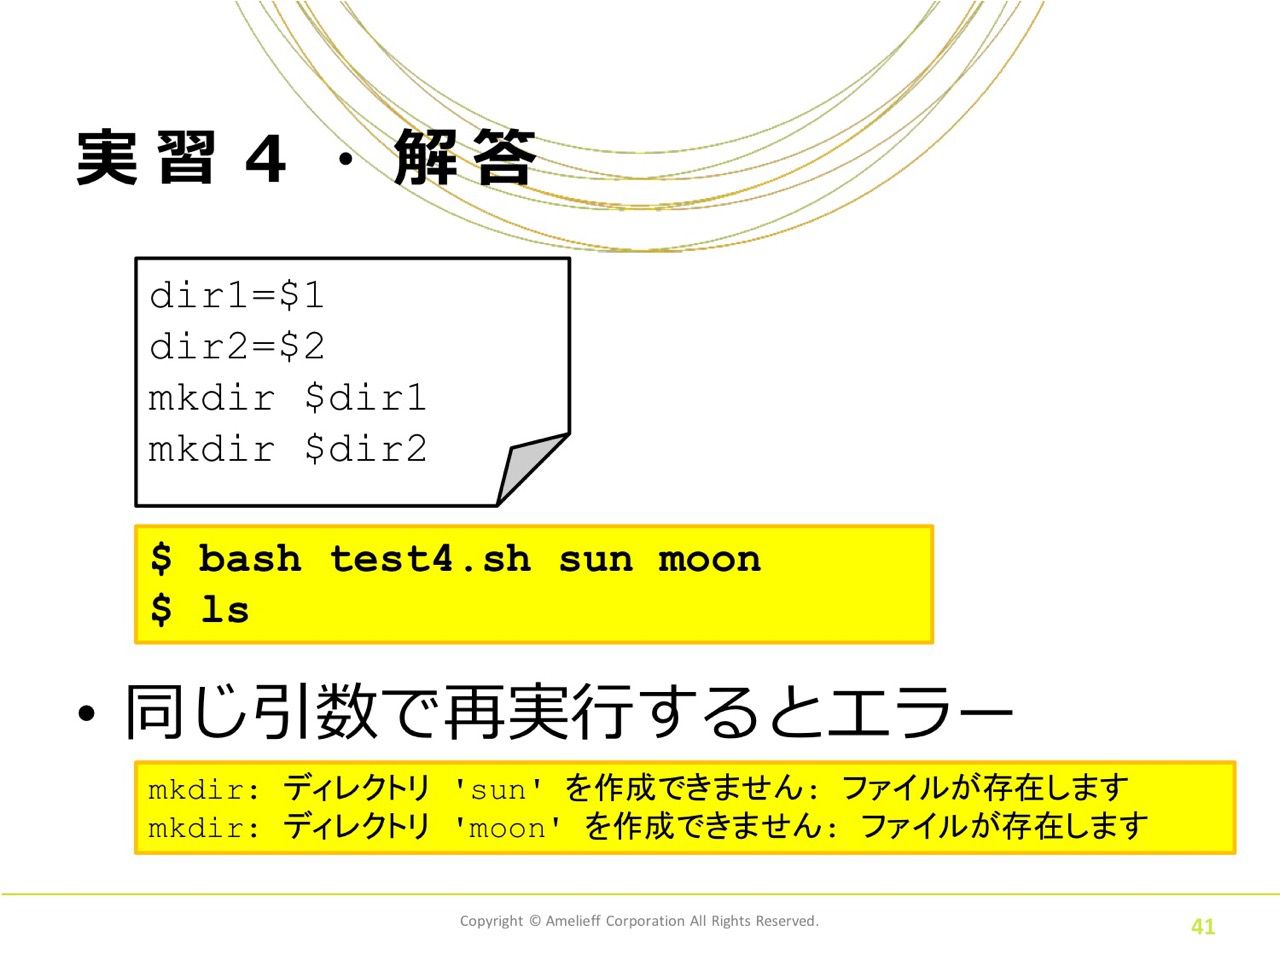 実習４・解答
dir1=$1
dir2=$2
mkdir $dir1
mkdir $dir2
$ bash test4.sh sun moon
$ ls
• 同じ引数で再実行するとエラー
mkdir: ディレクトリ 'sun' を作成できません: ファイルが存在します
mkdir: ディレクトリ 'moon' を作成できません: ファイルが存在します
Copyright © Amelieff Corporation All Rights Reserved.
41